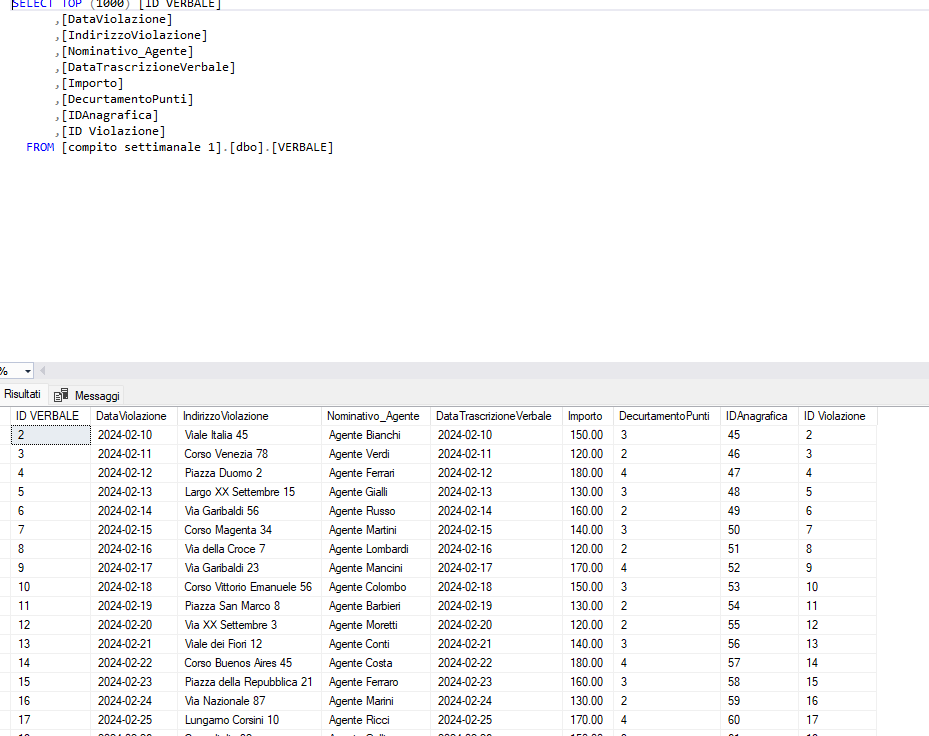 SELECT TOP (1000) [ID VERBALE]
,[DataViolazione]
,[IndirizzoViolazione]
,[Nominativo_Agente]
,[DataTrascrizioneVerbale]
,[Importo]
,[DecurtamentoPunti]
,[IDAnagrafica]
,[ID Violazione]
FROM [compito settimanale 1].[dbo].[VERBALE]
%
Risultati Messaggi
ID VERBALE DataViolazione IndirizzoViolazione Nominativo_Agente DataTrascrizioneVerbale Importo DecurtamentoPunti IDAnagrafica ID Violazione
2 2024-02-10 Viale Italia 45 Agente Bianchi 2024-02-10 150.00 3 45 2
3 2024-02-11 Corso Venezia 78 Agente Verdi 2024-02-11 120.00 2 46 3
4 2024-02-12 Piazza Duomo 2 Agente Ferrari 2024-02-12 180.00 4 47 4
5 2024-02-13 Largo XX Settembre 15 Agente Gialli 2024-02-13 130.00 3 48 5
6 2024-02-14 Via Garibaldi 56 Agente Russo 2024-02-14 160.00 2 49 6
7 2024-02-15 Corso Magenta 34 Agente Martini 2024-02-15 140.00 3 50 7
8 2024-02-16 Via della Croce 7 Agente Lombardi 2024-02-16 120.00 2 51 8
9 2024-02-17 Via Garibaldi 23 Agente Mancini 2024-02-17 170.00 4 52 9
10 2024-02-18 Corso Vittorio Emanuele 56 Agente Colombo 2024-02-18 150.00 3 53 10
11 2024-02-19 Piazza San Marco 8 Agente Barbieri 2024-02-19 130.00 2 54 11
12 2024-02-20 Via XX Settembre 3 Agente Moretti 2024-02-20 120.00 2 55 12
13 2024-02-21 Viale dei Fiori 12 Agente Conti 2024-02-21 140.00 3 56 13
14 2024-02-22 Corso Buenos Aires 45 Agente Costa 2024-02-22 180.00 4 57 14
15 2024-02-23 Piazza della Repubblica 21 Agente Ferraro 2024-02-23 160.00 3 58 15
16 2024-02-24 Via Nazionale 87 Agente Marini 2024-02-24 130.00 2 59 16
17 2024-02-25 Lungarno Corsini 10 Agente Ricci 2024-02-25 170.00 4 60 17